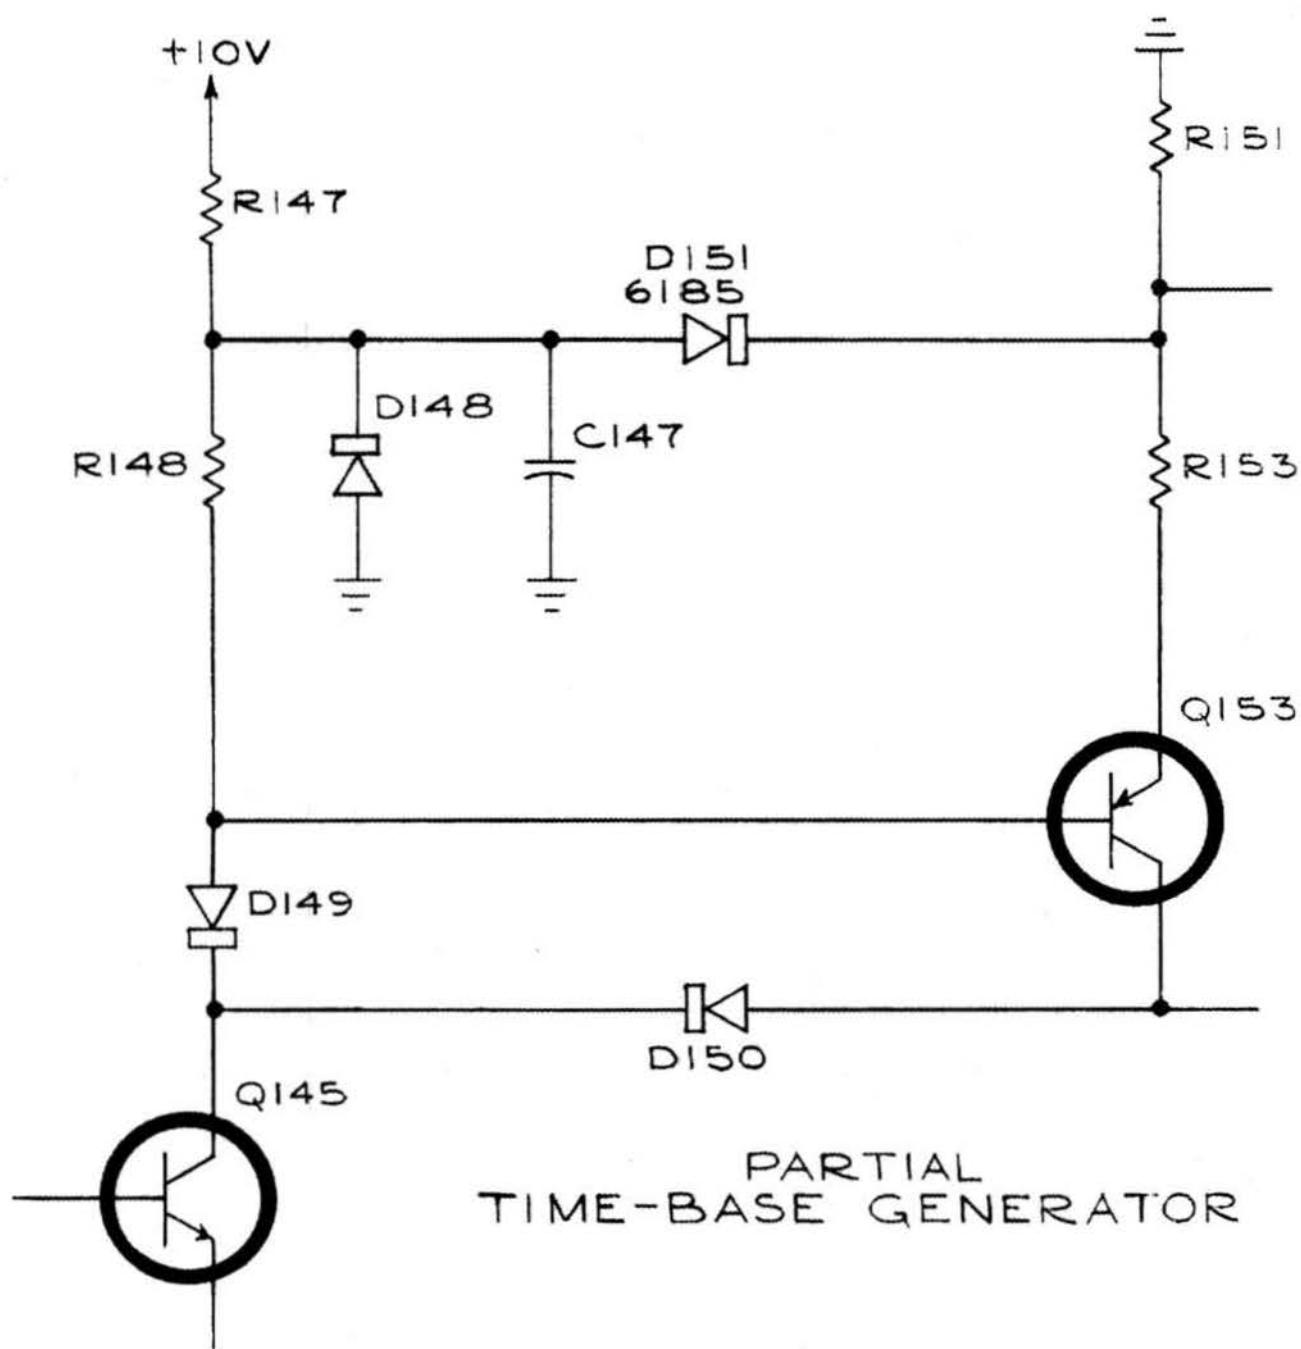 +10V
R151
R147
D151
6185
D148
C147
R148
R153
Q153
D149
D150
Q145
PARTIAL
TIME-BASE GENERATOR